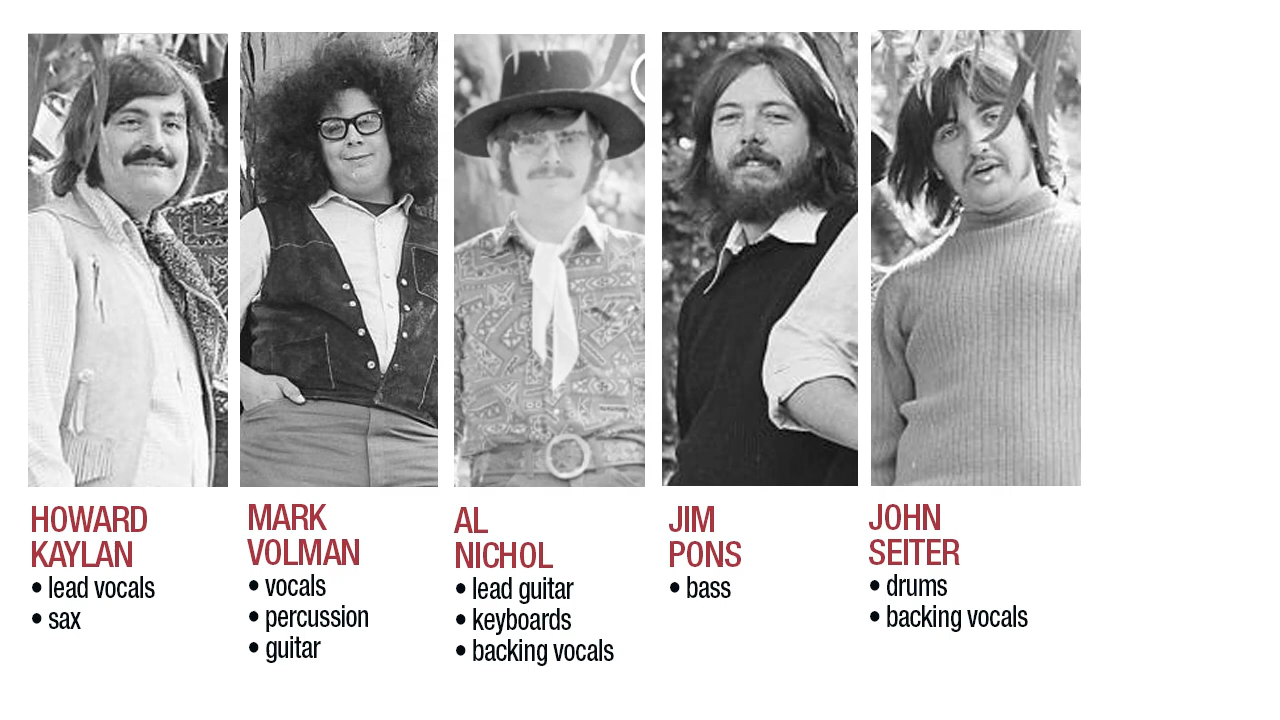 HOWARD
KAYLAN
• lead vocals
• sax
MARK
VOLMAN
• vocals
• percussion
• guitar
AL
NICHOL
• lead guitar
• keyboards
• backing vocals
JIM
PONS
• bass
JOHN
SEITER
• drums
• backing vocals